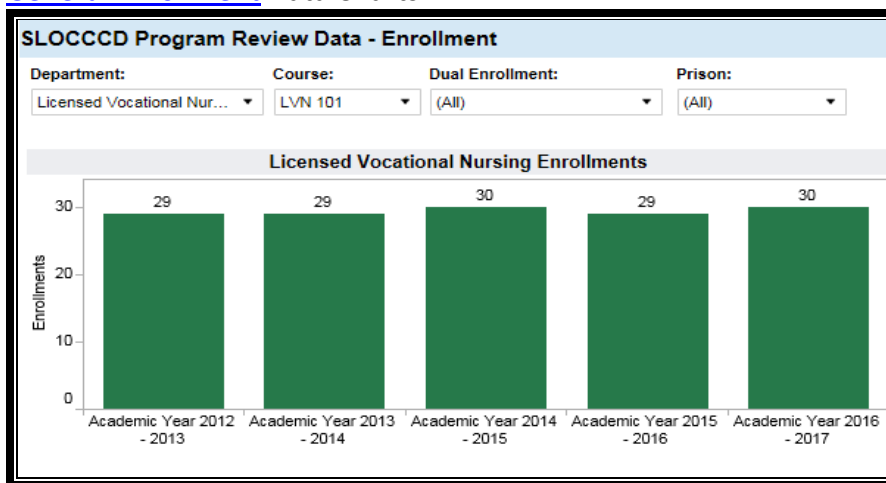 SLOCCCD Program Review Data - Enrollment
Department: Course: Dual Enrollment: Prison:
Licensed Vocational Nur... LVN 101 (All) (All)
Licensed Vocational Nursing Enrollments
29 29 30 29 30
30
20
10
0
Enrollments
Academic Year 2012 - 2013
Academic Year 2013 - 2014
Academic Year 2014 - 2015
Academic Year 2015 - 2016
Academic Year 2016 - 2017